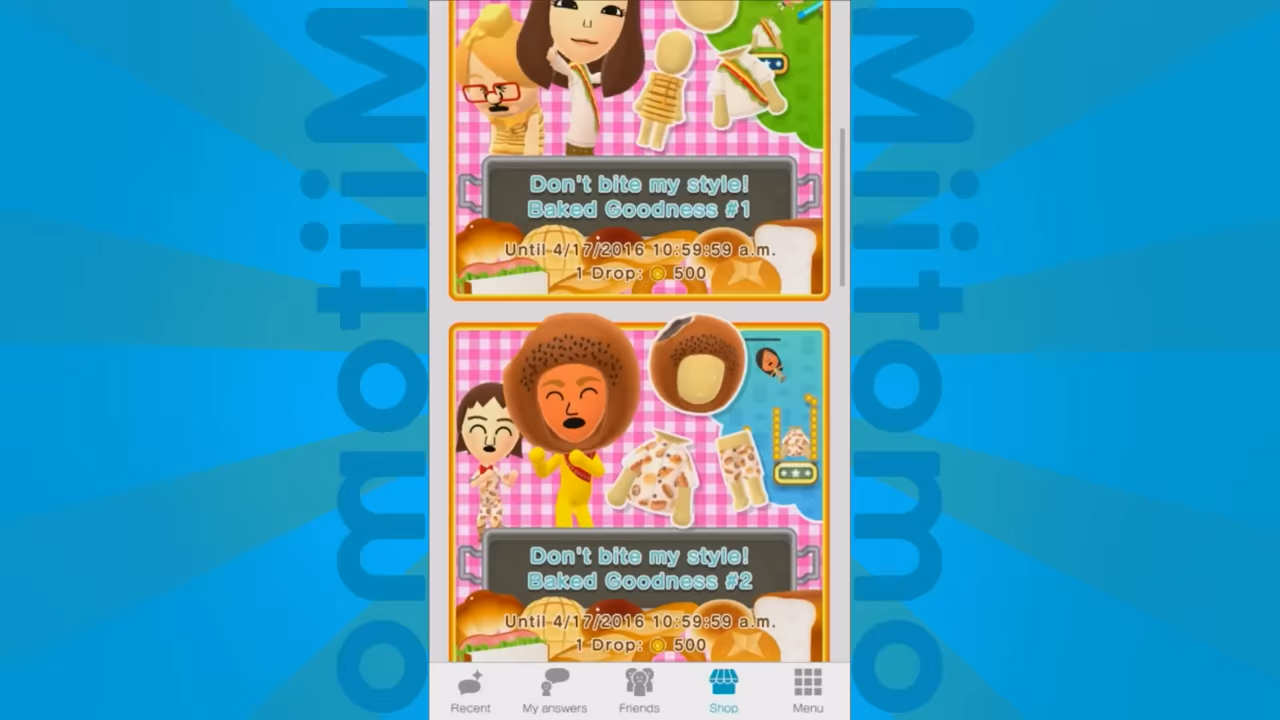 Miitomo
Don't bite my style!
Baked Goodness #1
Until 4/17/2016 10:59:59 a.m.
1 Drop: 500
Don't bite my style!
Baked Goodness #2
Until 4/17/2016 10:59:59 a.m.
1 Drop: 500
Recent
My answers
Friends
Shop
Menu
Miitomo